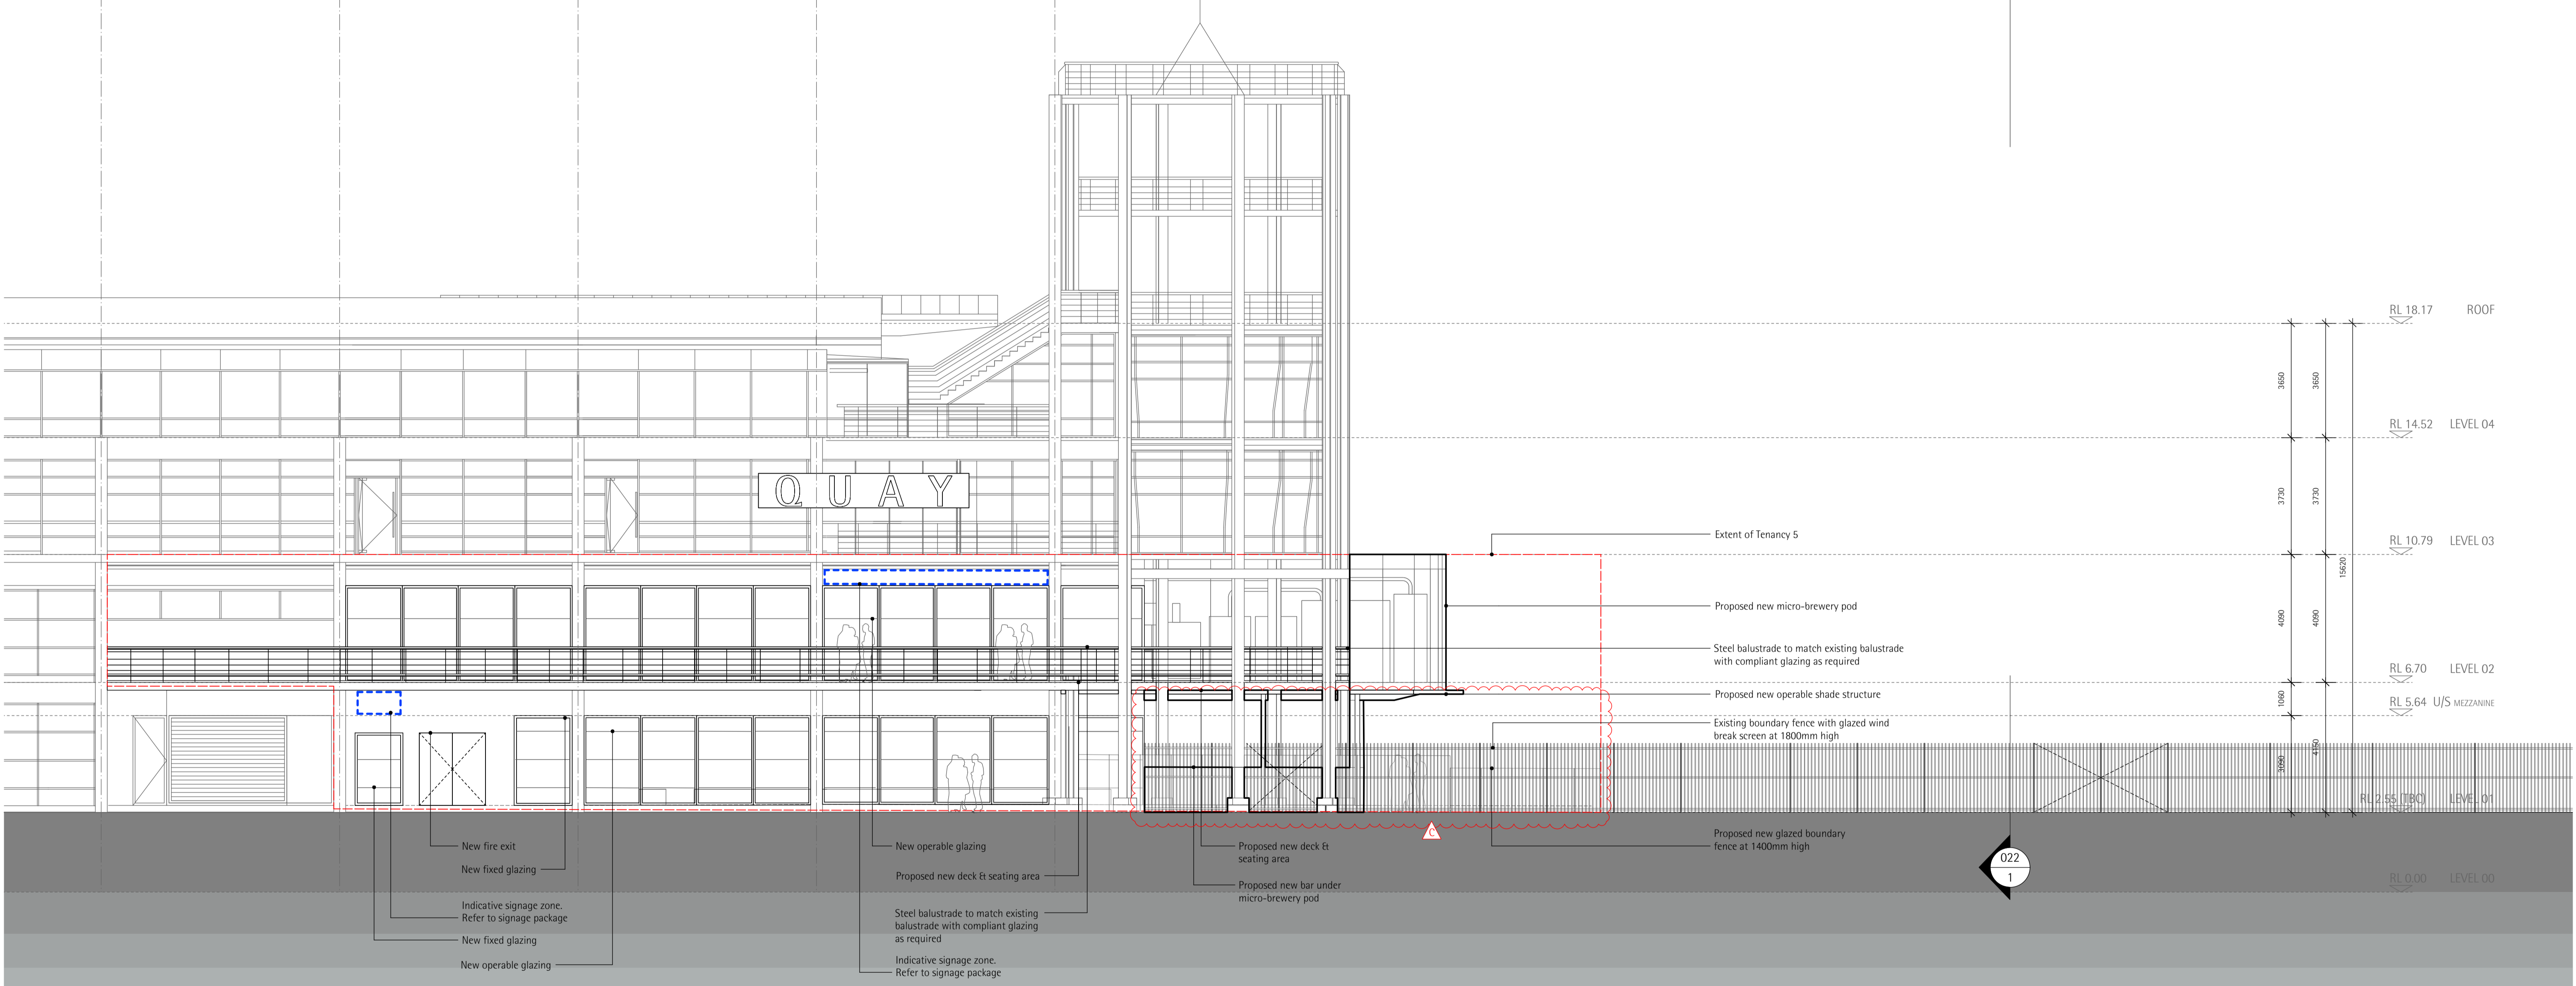 QUAY
RL 18.17 ROOF
3650 3650
RL 14.52 LEVEL 04
3730 3730
RL 10.79 LEVEL 03
15620
4090 4090
RL 6.70 LEVEL 02
1060
RL 5.64 U/S MEZZANINE
4150
3090
RL 2.55 (TBC) LEVEL 01
RL 0.00 LEVEL 00
Extent of Tenancy 5
Proposed new micro-brewery pod
Steel balustrade to match existing balustrade
with compliant glazing as required
Proposed new operable shade structure
Existing boundary fence with glazed wind
break screen at 1800mm high
Proposed new glazed boundary
fence at 1400mm high
C
022
1
New fire exit
New fixed glazing
Indicative signage zone.
Refer to signage package
New fixed glazing
New operable glazing
New operable glazing
Proposed new deck & seating area
Steel balustrade to match existing
balustrade with compliant glazing
as required
Indicative signage zone.
Refer to signage package
Proposed new deck &
seating area
Proposed new bar under
micro-brewery pod